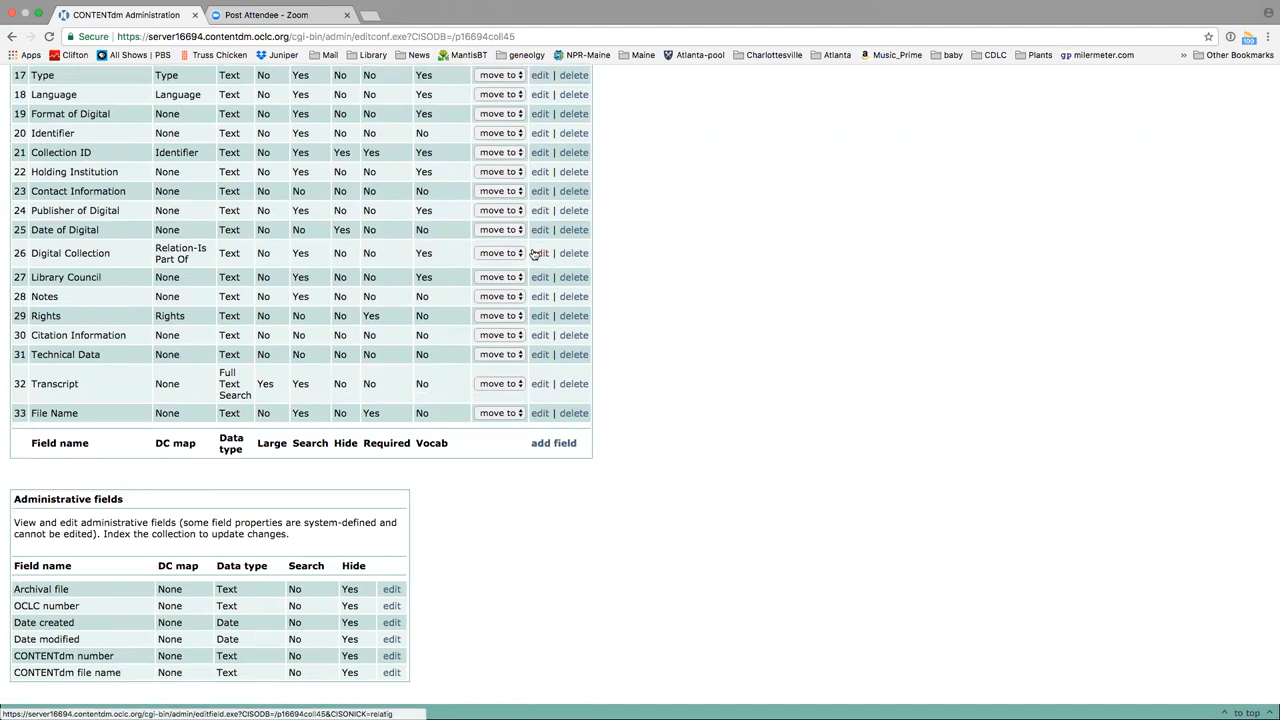 CONTENTdm Administration
Post Attendee - Zoom
Secure
https://server16694.contentdm.oclc.org/cgi-bin/admin/editconf.exe?CISODB=/p16694coll45
100
Apps Clifton All Shows | PBS Truss Chicken Juniper Mail Library News MantisBT geneolgy NPR-Maine Maine Atlanta-pool Charlottesville Atlanta Music_Prime baby CDLC Plants milermeter.com » Other Bookmarks
17 Type Type Text No Yes No No Yes move to edit | delete
18 Language Language Text No Yes No No Yes move to edit | delete
19 Format of Digital None Text No Yes No No Yes move to edit | delete
20 Identifier None Text No Yes No No No move to edit | delete
21 Collection ID Identifier Text No Yes Yes Yes Yes move to edit | delete
22 Holding Institution None Text No Yes No No Yes move to edit | delete
23 Contact Information None Text No No No No No move to edit | delete
24 Publisher of Digital None Text No Yes No No Yes move to edit | delete
25 Date of Digital None Text No No Yes No No move to edit | delete
26 Digital Collection Relation-Is Part Of Text No Yes No No Yes move to edit | delete
27 Library Council None Text No Yes No No Yes move to edit | delete
28 Notes None Text No Yes No No No move to edit | delete
29 Rights Rights Text No No No Yes No move to edit | delete
30 Citation Information None Text No No No No No move to edit | delete
31 Technical Data None Text No No No No No move to edit | delete
32 Transcript None Full Text Search Yes Yes No No No move to edit | delete
33 File Name None Text No Yes No Yes No move to edit | delete
Field name DC map Data type Large Search Hide Required Vocab add field
Administrative fields
View and edit administrative fields (some field properties are system-defined and
cannot be edited). Index the collection to update changes.
Field name DC map Data type Search Hide
Archival file None Text No Yes edit
OCLC number None Text No Yes edit
Date created None Date No Yes edit
Date modified None Date No Yes edit
CONTENTdm number None Text No Yes edit
CONTENTdm file name None Text No Yes edit
https://server16694.contentdm.oclc.org/cgi-bin/admin/editfield.exe?CISODB=/p16694coll45&CISONICK=relatig
to top